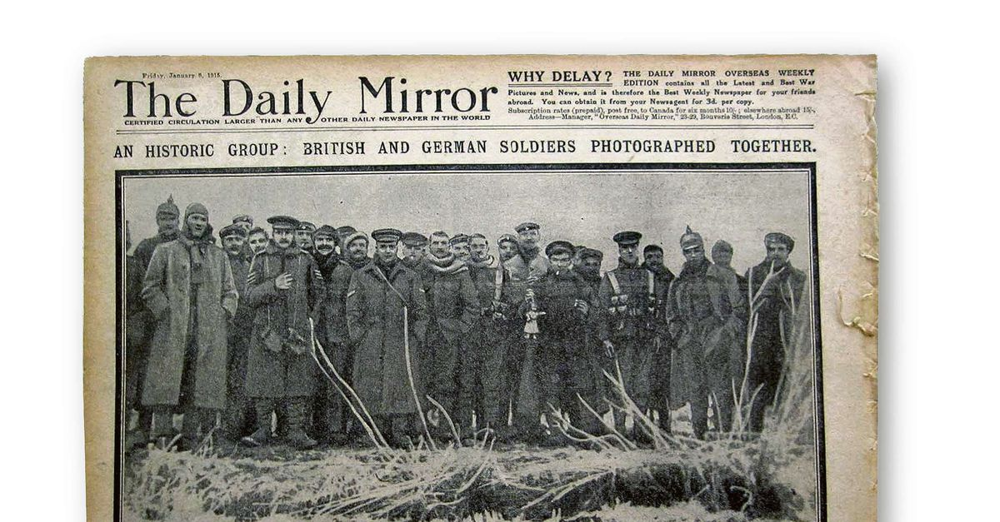 Friday, January 8, 1915.
The Daily Mirror
CERTIFIED CIRCULATION LARGER THAN ANY OTHER DAILY NEWSPAPER IN THE WORLD
WHY DELAY? THE DAILY MIRROR OVERSEAS WEEKLY
EDITION contains all the Latest and Best War
Pictures and News, and is therefore the Best Weekly Newspaper for your friends
abroad. You can obtain it from your Newsagent for 3d. per copy.
Subscription rates (prepaid), post free, to Canada for six months 10/-; elsewhere abroad 15/-.
Address—Manager, "Overseas Daily Mirror," 23-29, Bouverie Street, London, E.C.
AN HISTORIC GROUP: BRITISH AND GERMAN SOLDIERS PHOTOGRAPHED TOGETHER.